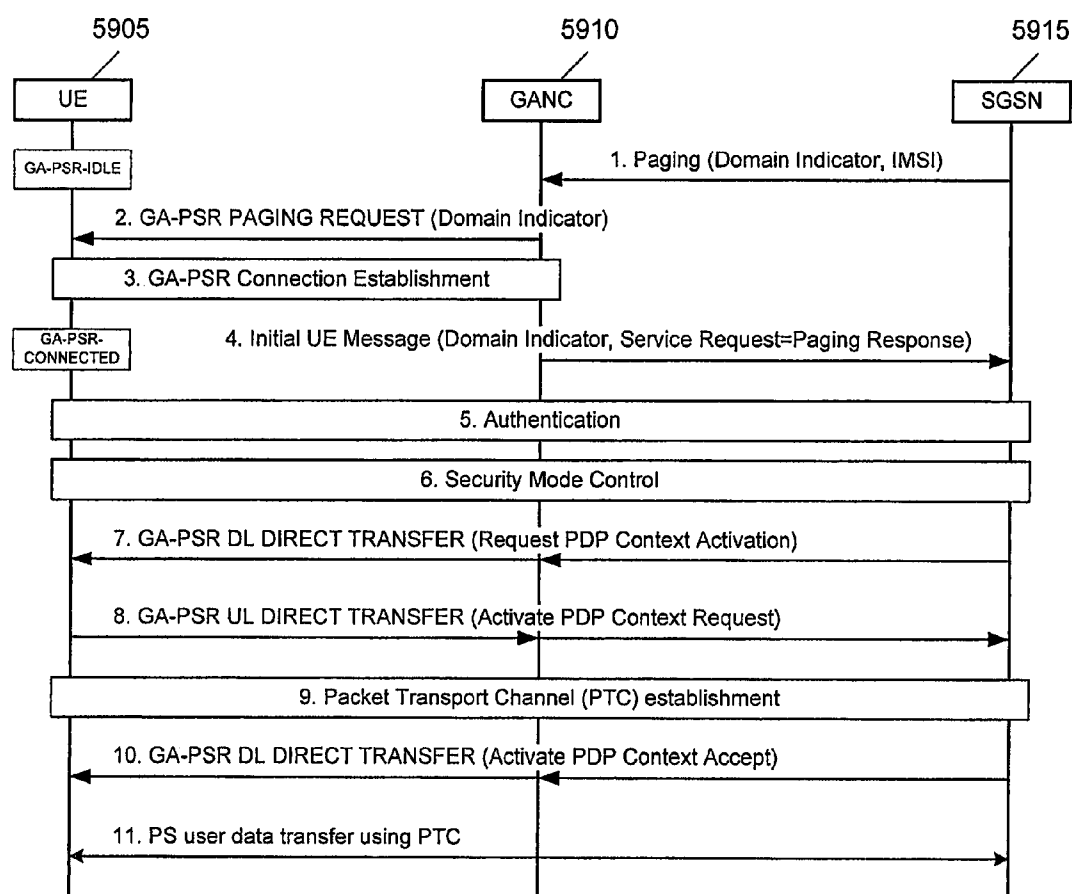 5905
5910
5915
UE
GANC
SGSN
GA-PSR-IDLE
1. Paging (Domain Indicator, IMSI)
2. GA-PSR PAGING REQUEST (Domain Indicator)
3. GA-PSR Connection Establishment
GA-PSR-
CONNECTED
4. Initial UE Message (Domain Indicator, Service Request=Paging Response)
5. Authentication
6. Security Mode Control
7. GA-PSR DL DIRECT TRANSFER (Request PDP Context Activation)
8. GA-PSR UL DIRECT TRANSFER (Activate PDP Context Request)
9. Packet Transport Channel (PTC) establishment
10. GA-PSR DL DIRECT TRANSFER (Activate PDP Context Accept)
11. PS user data transfer using PTC